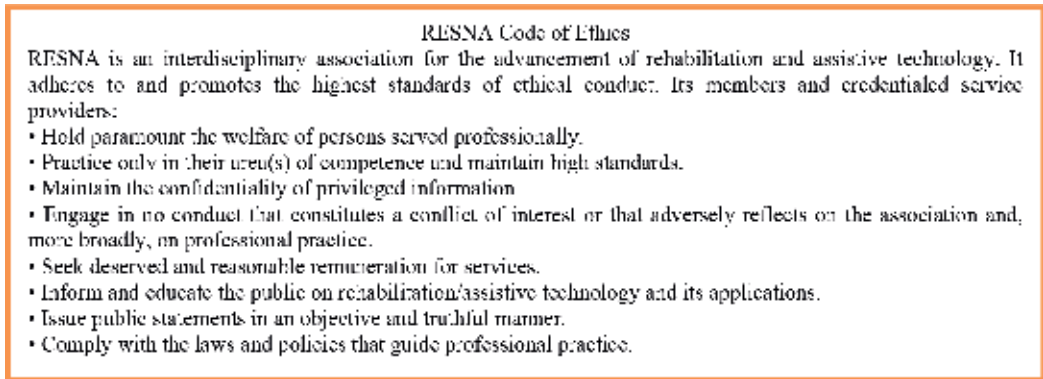 RESNA Code of Ethics
RESNA is an interdisciplinary association for the advancement of rehabilitation and assistive technology. It
adheres to and promotes the highest standards of ethical conduct. Its members and credentialed service
providers:
• Hold paramount the welfare of persons served professionally.
• Practice only in their area(s) of competence and maintain high standards.
• Maintain the confidentiality of privileged information
• Engage in no conduct that constitutes a conflict of interest or that adversely reflects on the association and,
more broadly, on professional practice.
• Seek deserved and reasonable remuneration for services.
• Inform and educate the public on rehabilitation/assistive technology and its applications.
• Issue public statements in an objective and truthful manner.
• Comply with the laws and policies that guide professional practice.